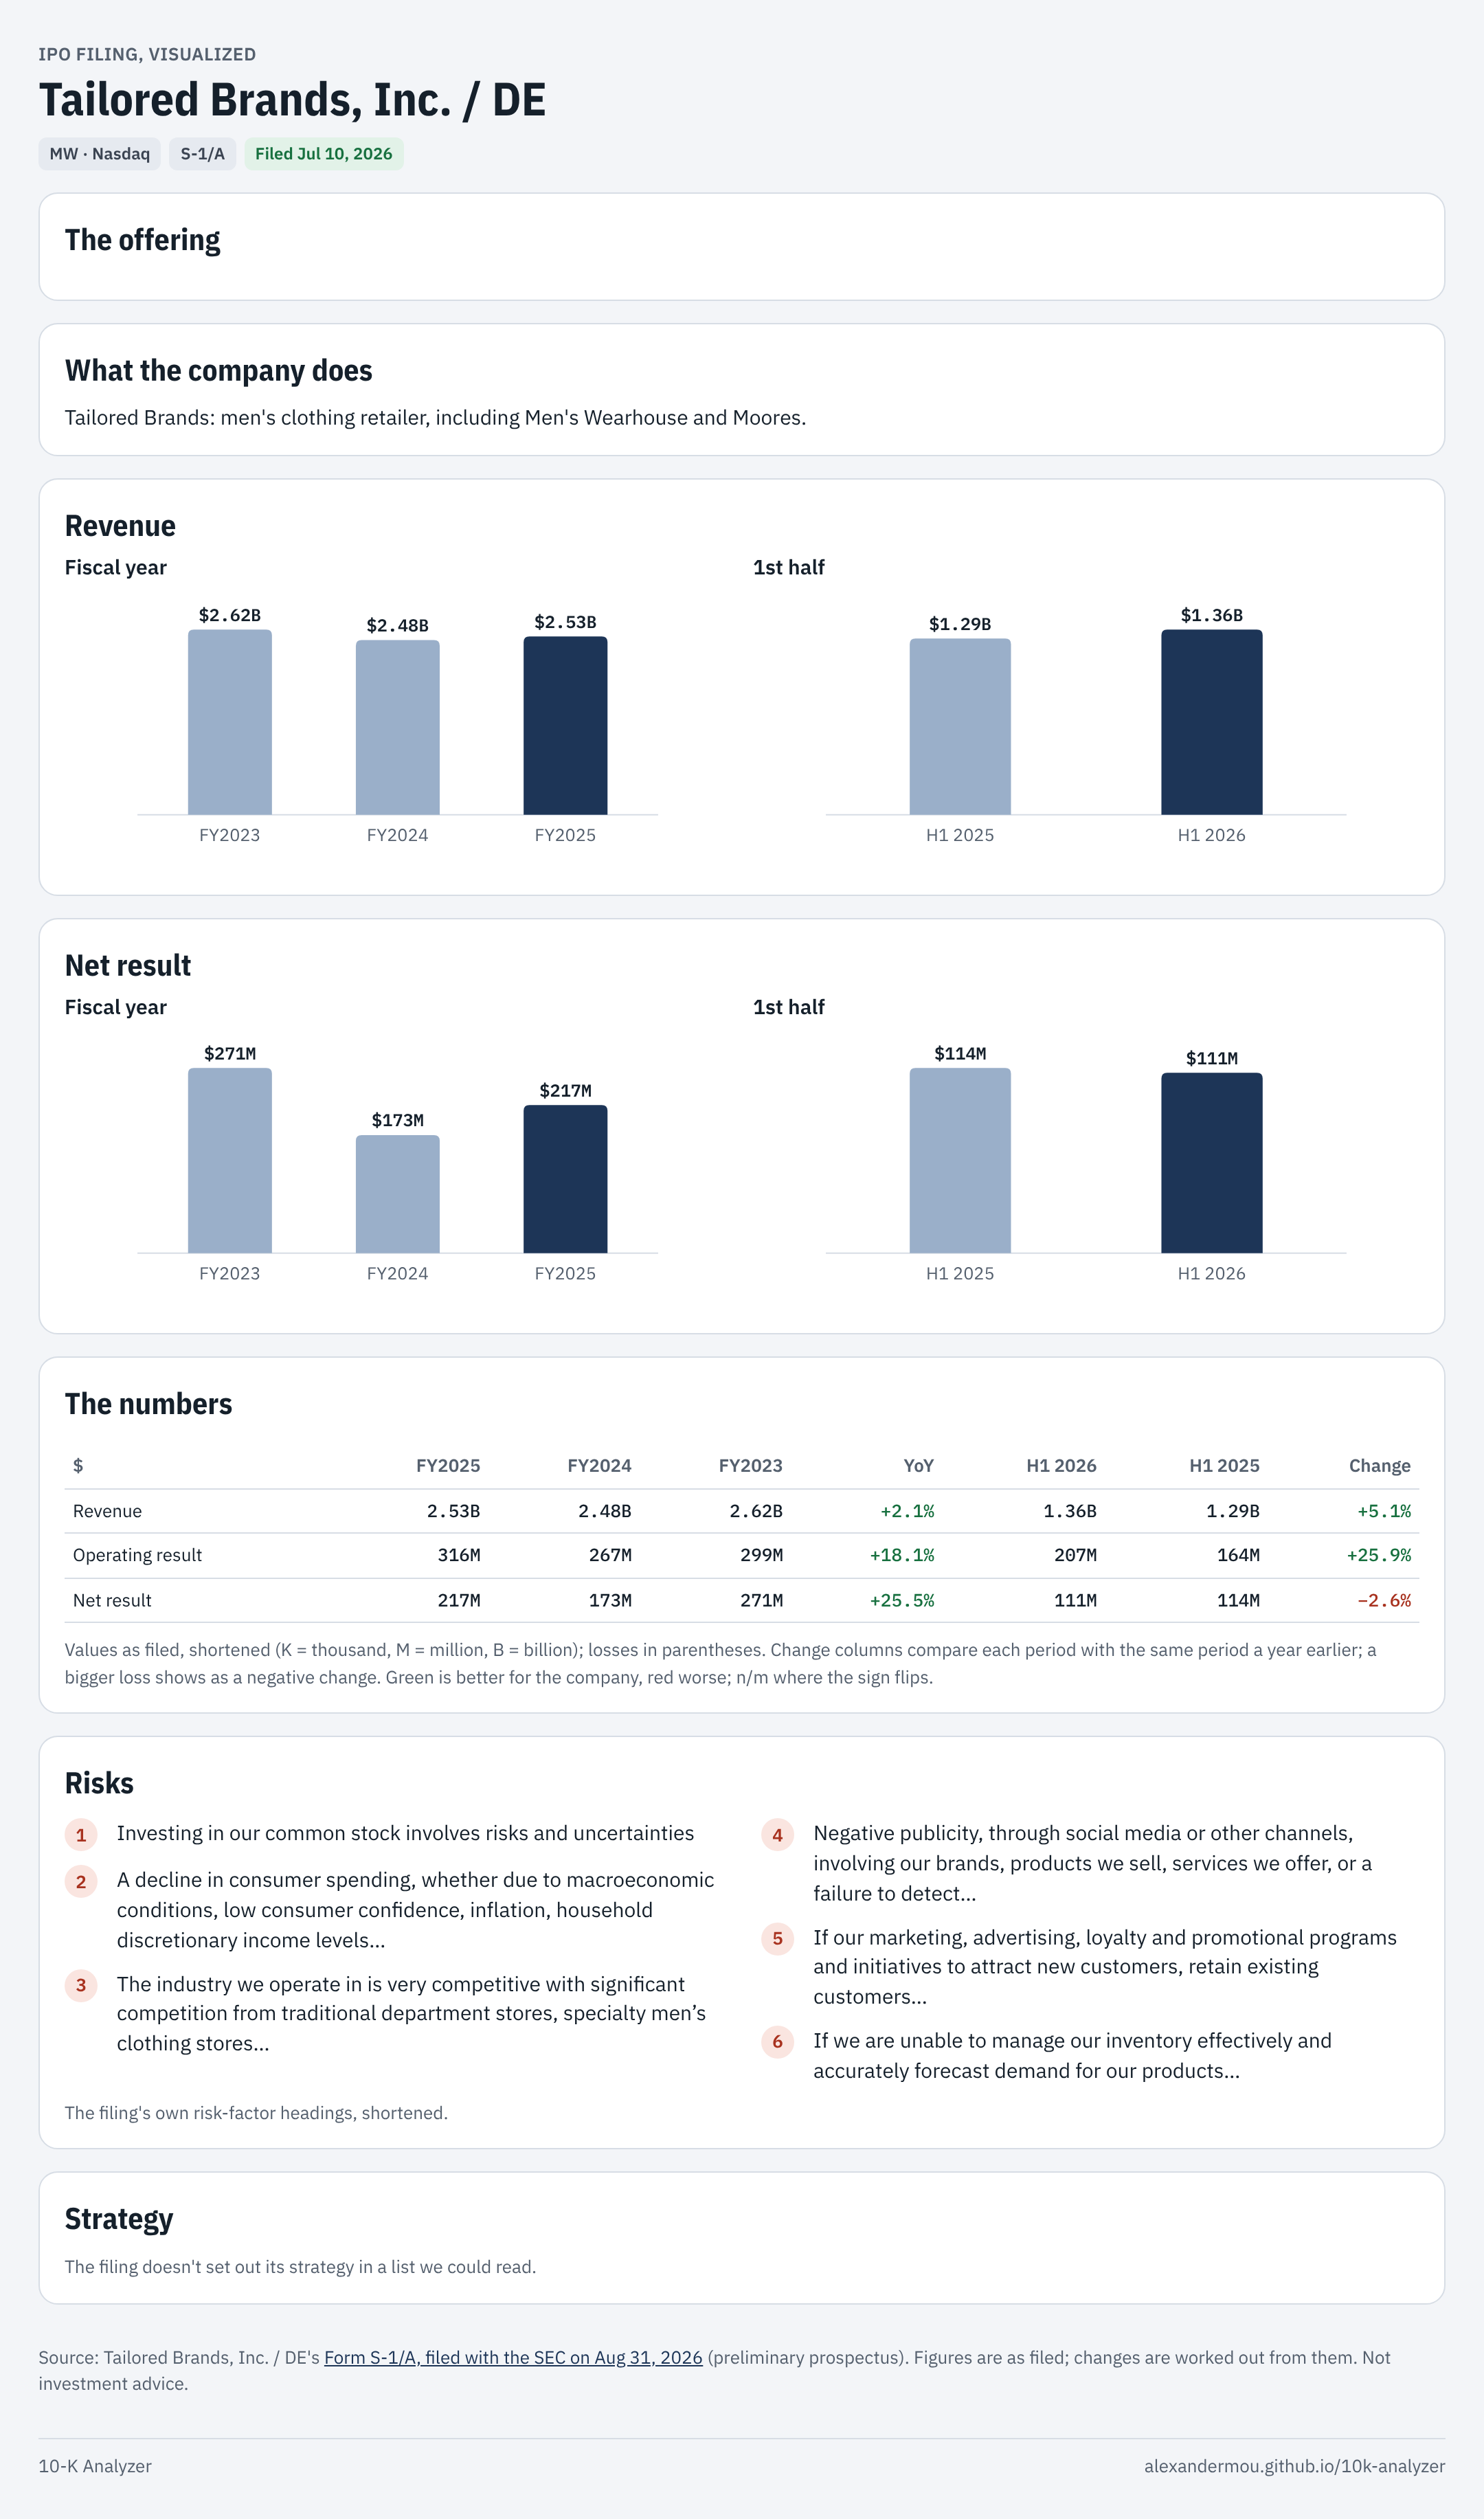 IPO FILING, VISUALIZED
Tailored Brands, Inc. / DE
MW · Nasdaq
S-1/A
Filed Jul 10, 2026
The offering
What the company does
Tailored Brands: men's clothing retailer, including Men's Wearhouse and Moores.
Revenue
Fiscal year
$2.62B $2.48B $2.53B
FY2023 FY2024 FY2025
1st half
$1.29B $1.36B
H1 2025 H1 2026
Net result
Fiscal year
$271M $173M $217M
FY2023 FY2024 FY2025
1st half
$114M $111M
H1 2025 H1 2026
The numbers
$ FY2025 FY2024 FY2023 YoY H1 2026 H1 2025 Change
Revenue 2.53B 2.48B 2.62B +2.1% 1.36B 1.29B +5.1%
Operating result 316M 267M 299M +18.1% 207M 164M +25.9%
Net result 217M 173M 271M +25.5% 111M 114M −2.6%
Values as filed, shortened (K = thousand, M = million, B = billion); losses in parentheses. Change columns compare each period with the same period a year earlier; a
bigger loss shows as a negative change. Green is better for the company, red worse; n/m where the sign flips.
Risks
1 Investing in our common stock involves risks and uncertainties
2 A decline in consumer spending, whether due to macroeconomic
conditions, low consumer confidence, inflation, household
discretionary income levels…
3 The industry we operate in is very competitive with significant
competition from traditional department stores, specialty men’s
clothing stores…
4 Negative publicity, through social media or other channels,
involving our brands, products we sell, services we offer, or a
failure to detect…
5 If our marketing, advertising, loyalty and promotional programs
and initiatives to attract new customers, retain existing
customers…
6 If we are unable to manage our inventory effectively and
accurately forecast demand for our products…
The filing's own risk-factor headings, shortened.
Strategy
The filing doesn't set out its strategy in a list we could read.
Source: Tailored Brands, Inc. / DE's Form S-1/A, filed with the SEC on Aug 31, 2026 (preliminary prospectus). Figures are as filed; changes are worked out from them. Not
investment advice.
10-K Analyzer
alexandermou.github.io/10k-analyzer